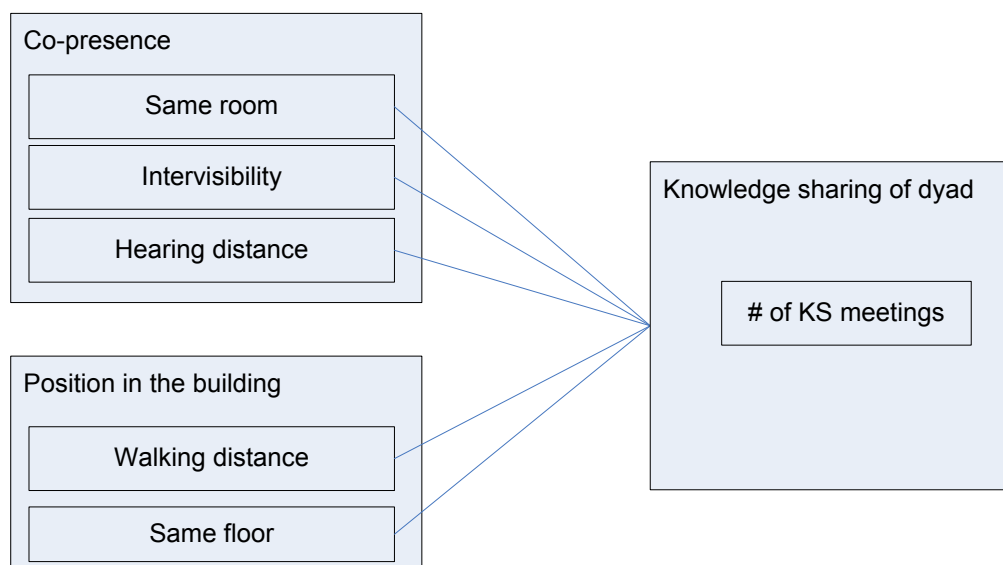 Co-presence
Same room
Intervisibility
Hearing distance
Position in the building
Walking distance
Same floor
Knowledge sharing of dyad
# of KS meetings